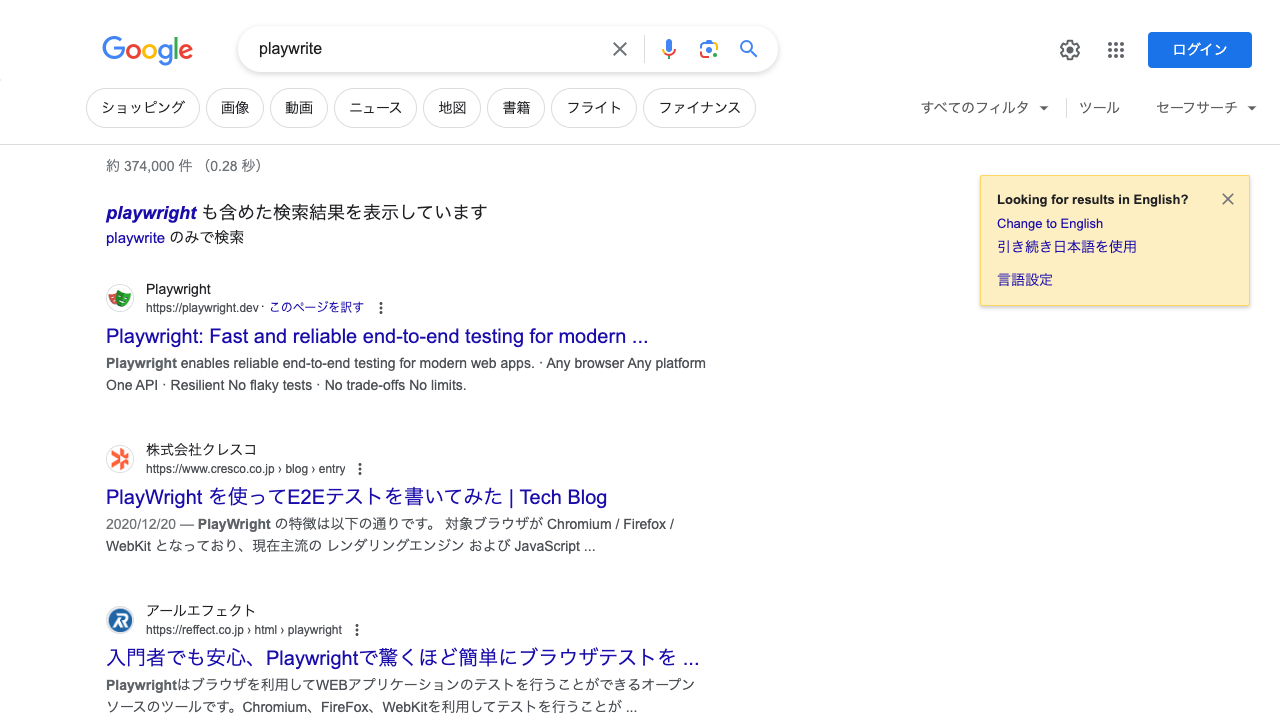 Google
playwrite
ログイン
ショッピング 画像 動画 ニュース 地図 書籍 フライト ファイナンス すべてのフィルタ ツール セーフサーチ
約 374,000 件 （0.28 秒）
playwright も含めた検索結果を表示しています
playwrite のみで検索
Looking for results in English?
Change to English
引き続き日本語を使用
言語設定
Playwright
https://playwright.dev · このページを訳す
Playwright: Fast and reliable end-to-end testing for modern ...
Playwright enables reliable end-to-end testing for modern web apps. · Any browser Any platform
One API · Resilient No flaky tests · No trade-offs No limits.
株式会社クレスコ
https://www.cresco.co.jp › blog › entry
PlayWright を使ってE2Eテストを書いてみた | Tech Blog
2020/12/20 — PlayWright の特徴は以下の通りです。 対象ブラウザが Chromium / Firefox /
WebKit となっており、現在主流の レンダリングエンジン および JavaScript ...
アールエフェクト
https://reffect.co.jp › html › playwright
入門者でも安心、Playwrightで驚くほど簡単にブラウザテストを ...
Playwrightはブラウザを利用してWEBアプリケーションのテストを行うことができるオープン
ソースのツールです。Chromium、FireFox、WebKitを利用してテストを行うことが ...